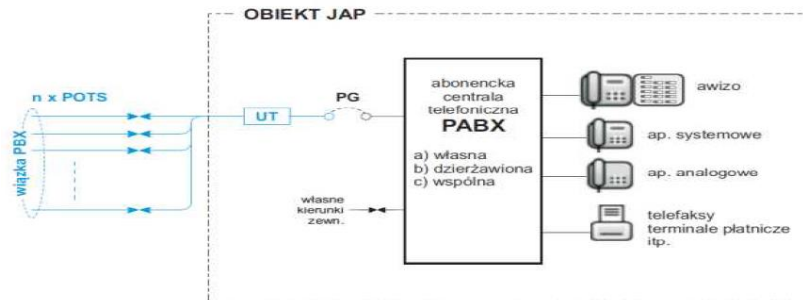 OBIEKT JAP
n x POTS
wiązka PBX
UT
PG
abonencka
centrala
telefoniczna
PABX
a) własna
b) dzierżawiona
c) wspólna
własne
kierunki
zewn.
awizo
ap. systemowe
ap. analogowe
telefaksy
terminale płatnicze
itp.